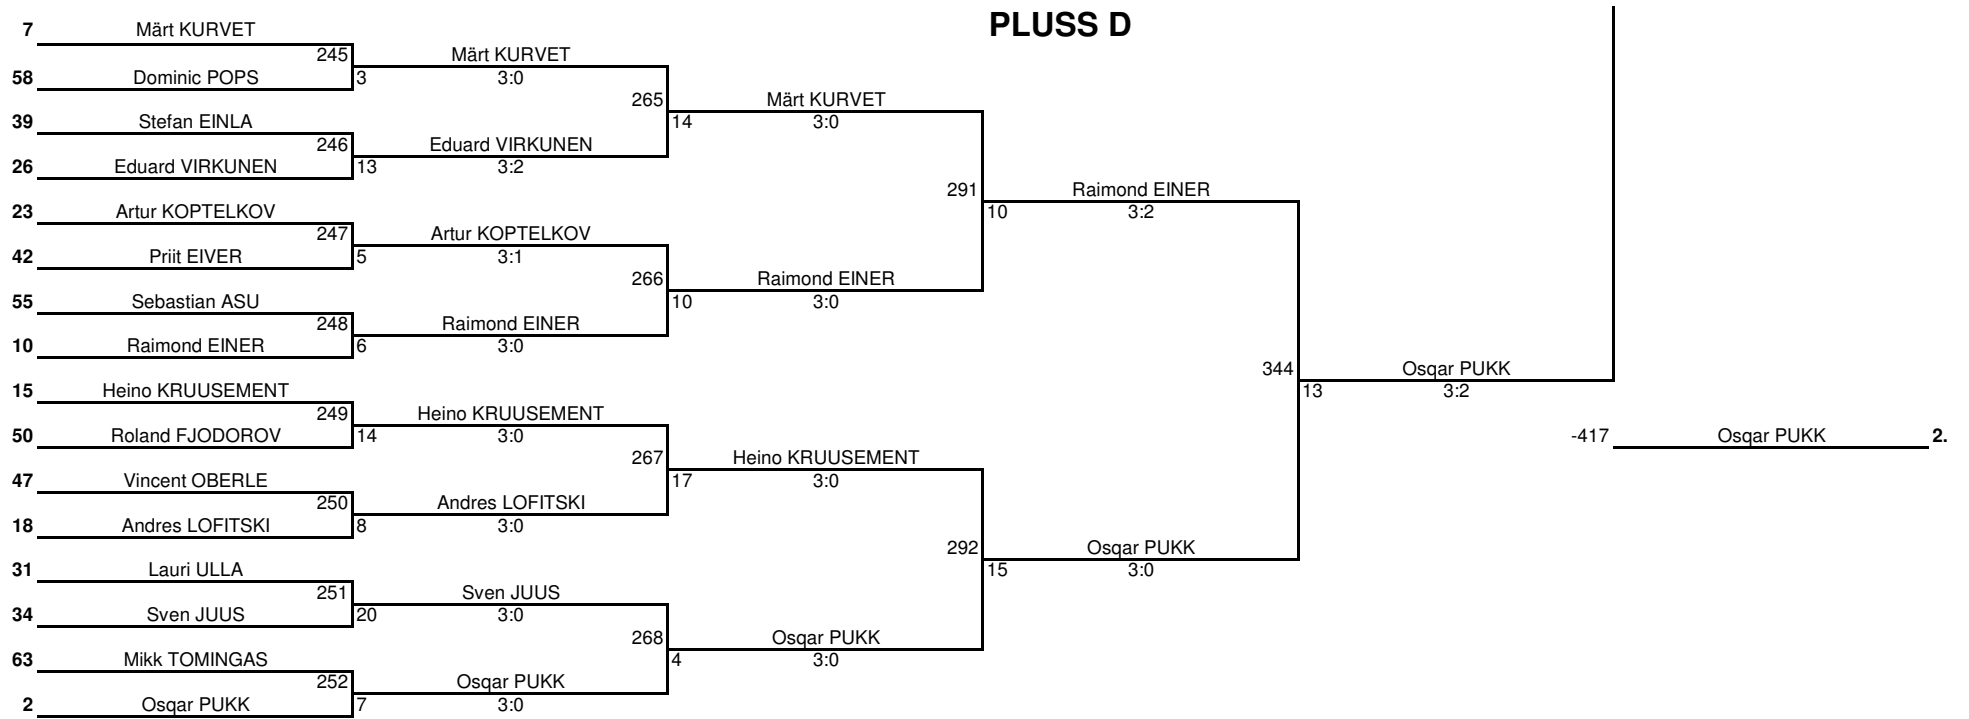 PLUSS D
7 Märt KURVET
245 Märt KURVET
58 Dominic POPS 3 3:0
265 Märt KURVET
39 Stefan EINLA 14 3:0
246 Eduard VIRKUNEN
26 Eduard VIRKUNEN 13 3:2
291 Raimond EINER
23 Artur KOPTELKOV 10 3:2
247 Artur KOPTELKOV
42 Priit EIVER 5 3:1
266 Raimond EINER
55 Sebastian ASU 10 3:0
248 Raimond EINER
10 Raimond EINER 6 3:0
344 Osqar PUKK
15 Heino KRUUSEMENT 13 3:2
249 Heino KRUUSEMENT
50 Roland FJODOROV 14 3:0 -417 Osqar PUKK 2.
267 Heino KRUUSEMENT
47 Vincent OBERLE 17 3:0
250 Andres LOFITSKI
18 Andres LOFITSKI 8 3:0
292 Osqar PUKK
31 Lauri ULLA 15 3:0
251 Sven JUUS
34 Sven JUUS 20 3:0
268 Osqar PUKK
63 Mikk TOMINGAS 4 3:0
252 Osqar PUKK
2 Osqar PUKK 7 3:0